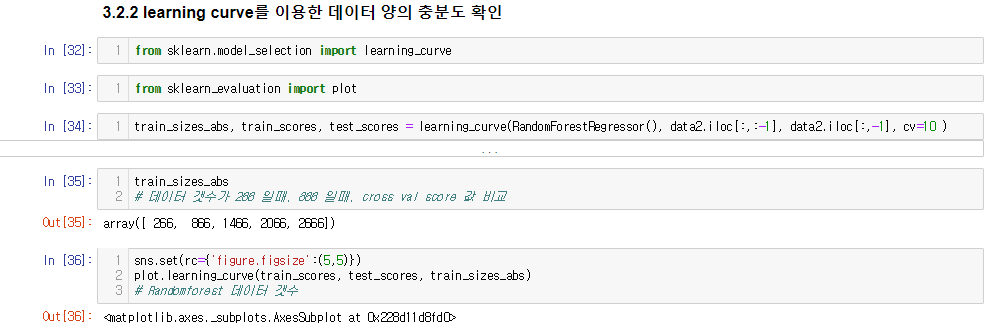 3.2.2 learning curve를 이용한 데이터 양의 충분도 확인
In [32]: 1 from sklearn.model_selection import learning_curve
In [33]: 1 from sklearn_evaluation import plot
In [34]: 1 train_sizes_abs, train_scores, test_scores = learning_curve(RandomForestRegressor(), data2.iloc[:,:-1], data2.iloc[:,-1], cv=10 )
...
In [35]: 1 train_sizes_abs
2 # 데이터 갯수가 266 일때, 866 일때, cross val score 값 비교
Out[35]: array([ 266, 866, 1466, 2066, 2666])
In [36]: 1 sns.set(rc={'figure.figsize':(5,5)})
2 plot.learning_curve(train_scores, test_scores, train_sizes_abs)
3 # Randomforest 데이터 갯수
Out[36]: <matplotlib.axes._subplots.AxesSubplot at 0x228d11d8fd0>